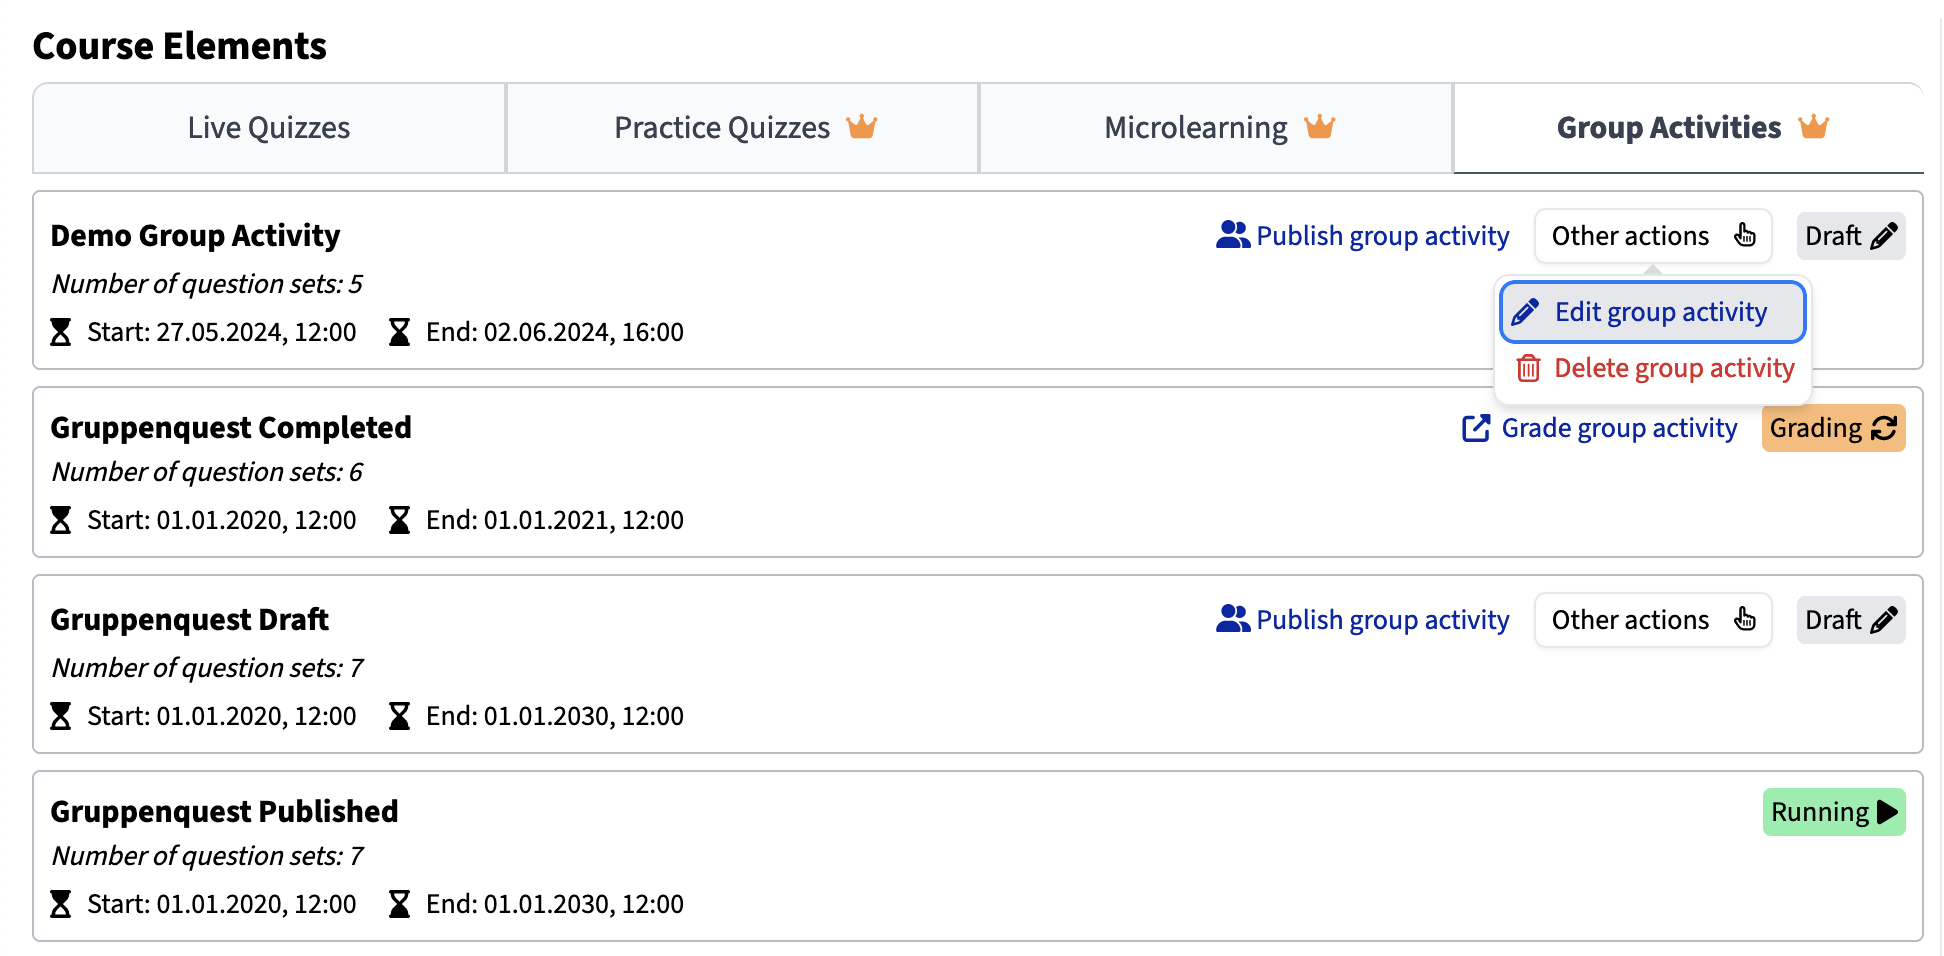 Course Elements
Live Quizzes Practice Quizzes Microlearning Group Activities
Demo Group Activity Publish group activity Other actions Draft
Number of question sets: 5
Edit group activity
Start: 27.05.2024, 12:00 End: 02.06.2024, 16:00
Delete group activity
Gruppenquest Completed Grade group activity Grading
Number of question sets: 6
Start: 01.01.2020, 12:00 End: 01.01.2021, 12:00
Gruppenquest Draft Publish group activity Other actions Draft
Number of question sets: 7
Start: 01.01.2020, 12:00 End: 01.01.2030, 12:00
Gruppenquest Published Running
Number of question sets: 7
Start: 01.01.2020, 12:00 End: 01.01.2030, 12:00